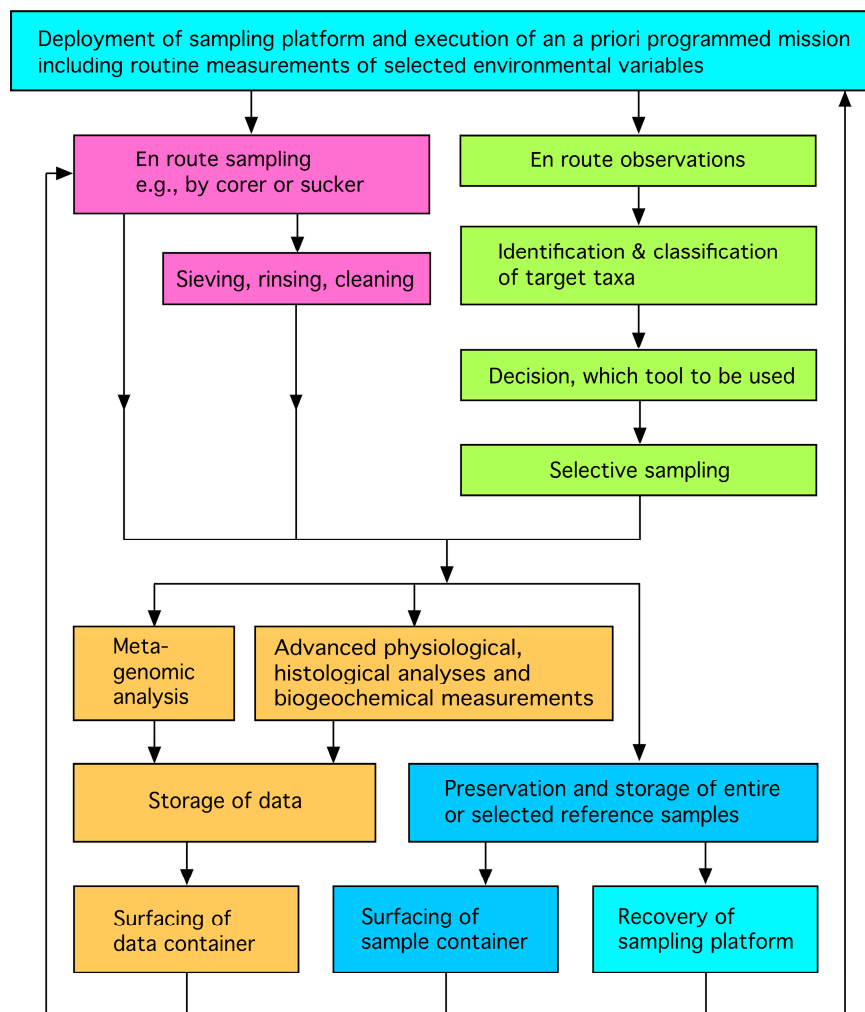 Deployment of sampling platform and execution of an a priori programmed mission
including routine measurements of selected environmental variables
En route sampling
e.g., by corer or sucker
En route observations
Sieving, rinsing, cleaning
Identification & classification
of target taxa
Decision, which tool to be used
Selective sampling
Meta-
genomic
analysis
Advanced physiological,
histological analyses and
biogeochemical measurements
Storage of data
Preservation and storage of entire
or selected reference samples
Surfacing of
data container
Surfacing of
sample container
Recovery of
sampling platform